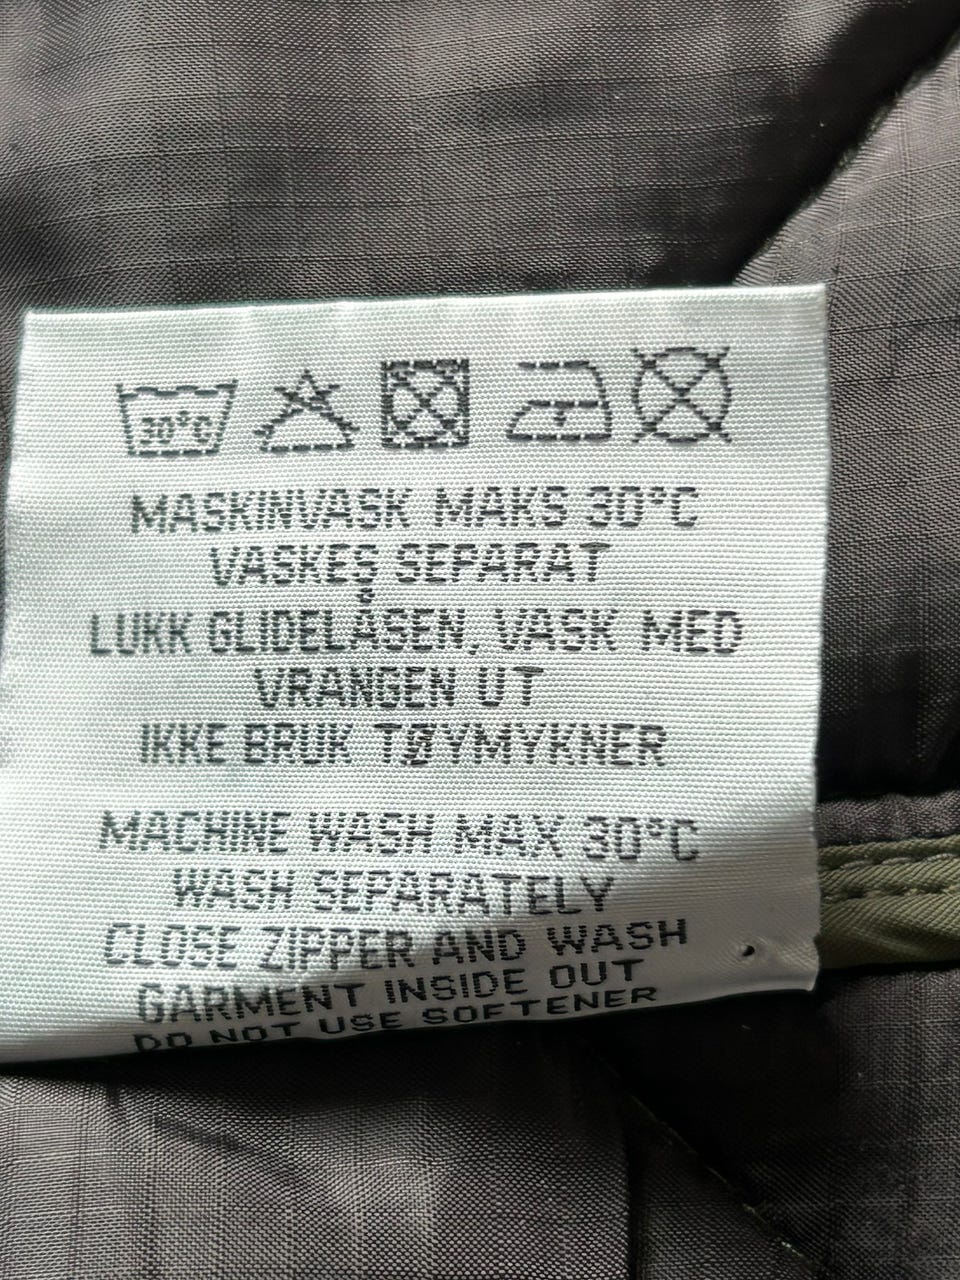 30°C
MASKINVASK MAKS 30°C
VASKES SEPARAT
LUKK GLIDELÅSEN, VASK MED
VRANGEN UT
IKKE BRUK TØYMYKNER
MACHINE WASH MAX 30°C
WASH SEPARATELY
CLOSE ZIPPER AND WASH
GARMENT INSIDE OUT
DO NOT USE SOFTENER